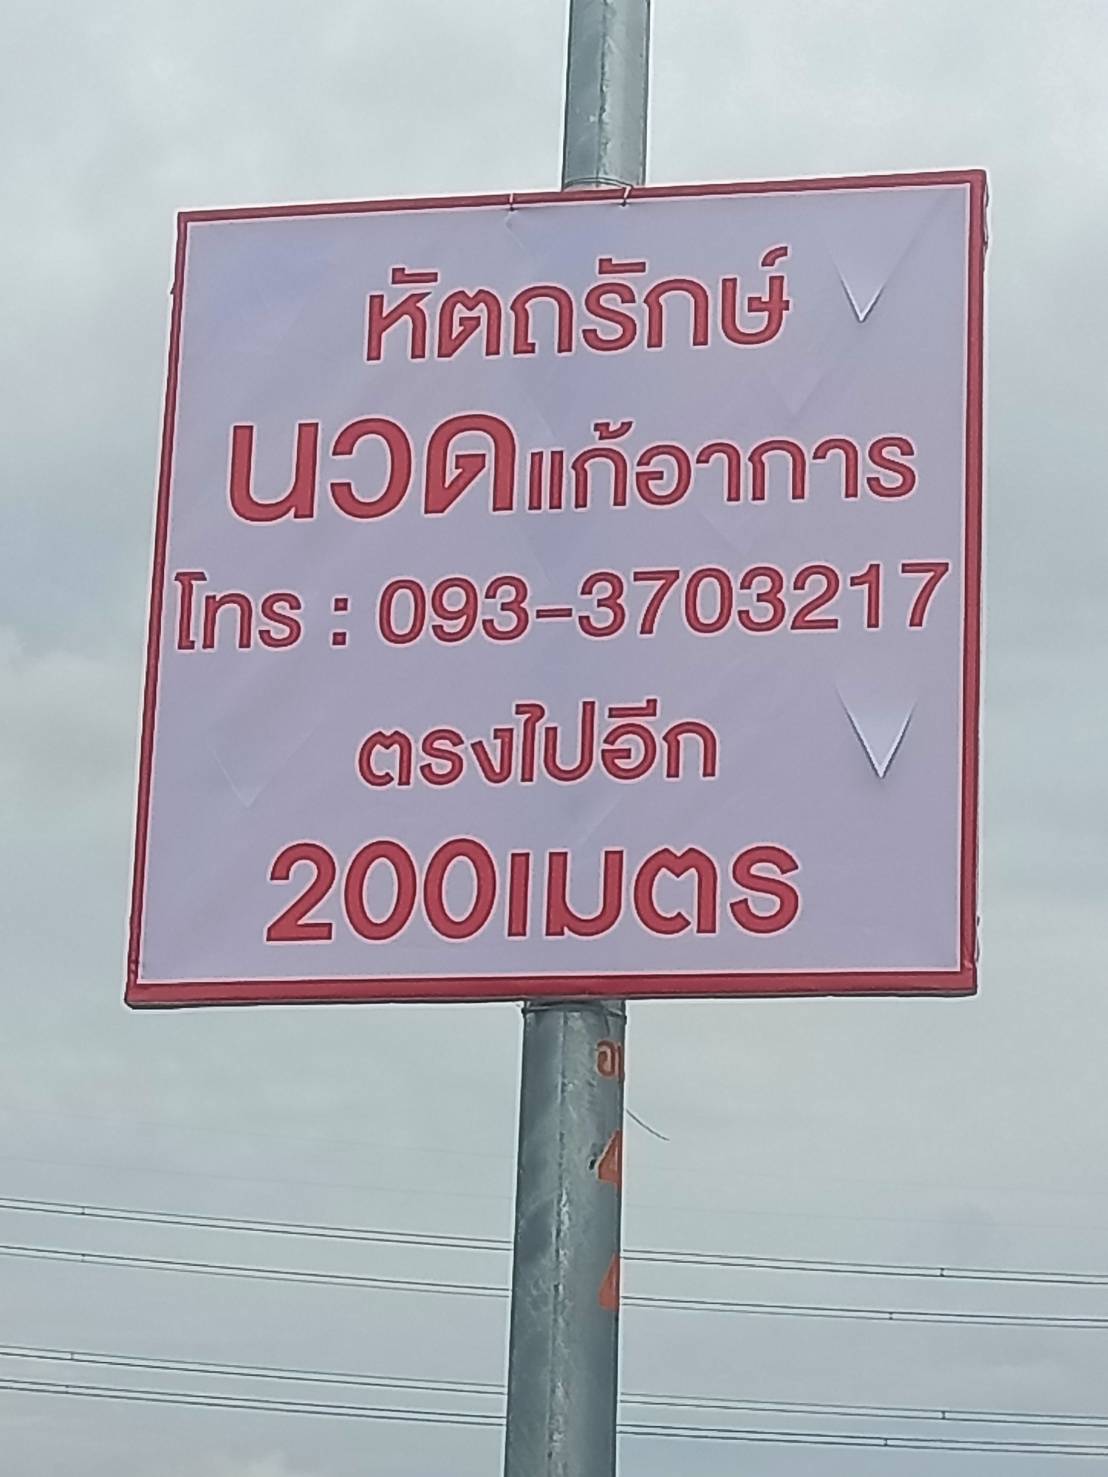 หัตถรักษ์
นวดแก้อาการ
โทร : 093-3703217
ตรงไปอีก
200เมตร